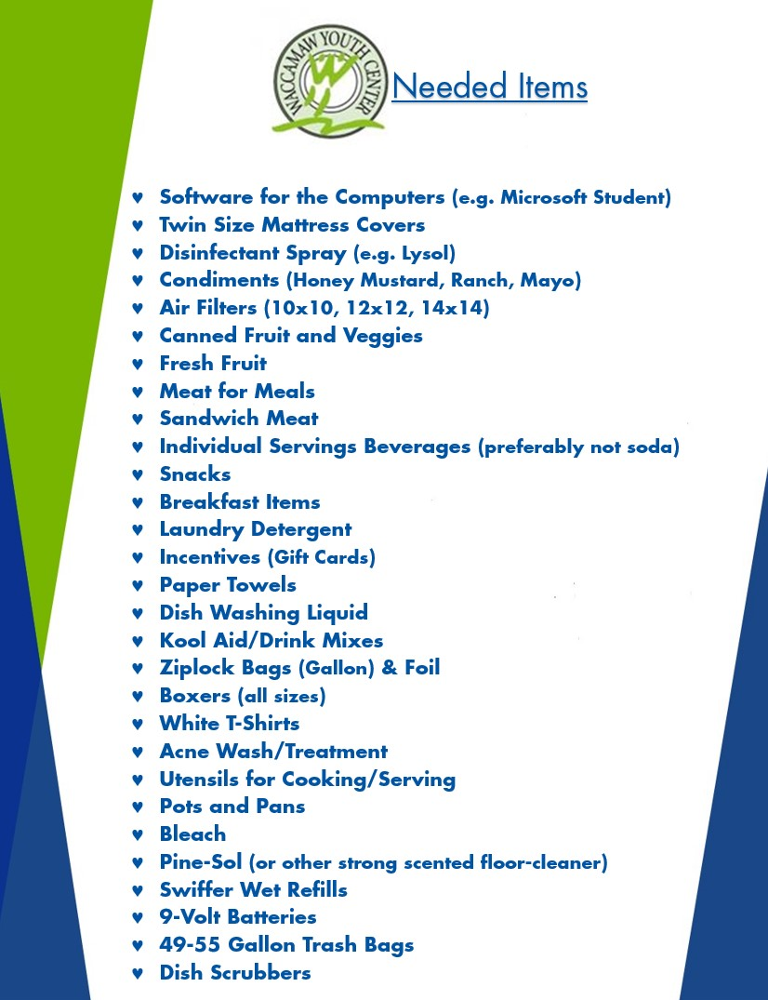 WACCAMAW YOUTH CENTER
Needed Items
♥ Software for the Computers (e.g. Microsoft Student)
♥ Twin Size Mattress Covers
♥ Disinfectant Spray (e.g. Lysol)
♥ Condiments (Honey Mustard, Ranch, Mayo)
♥ Air Filters (10x10, 12x12, 14x14)
♥ Canned Fruit and Veggies
♥ Fresh Fruit
♥ Meat for Meals
♥ Sandwich Meat
♥ Individual Servings Beverages (preferably not soda)
♥ Snacks
♥ Breakfast Items
♥ Laundry Detergent
♥ Incentives (Gift Cards)
♥ Paper Towels
♥ Dish Washing Liquid
♥ Kool Aid/Drink Mixes
♥ Ziplock Bags (Gallon) & Foil
♥ Boxers (all sizes)
♥ White T-Shirts
♥ Acne Wash/Treatment
♥ Utensils for Cooking/Serving
♥ Pots and Pans
♥ Bleach
♥ Pine-Sol (or other strong scented floor-cleaner)
♥ Swiffer Wet Refills
♥ 9-Volt Batteries
♥ 49-55 Gallon Trash Bags
♥ Dish Scrubbers